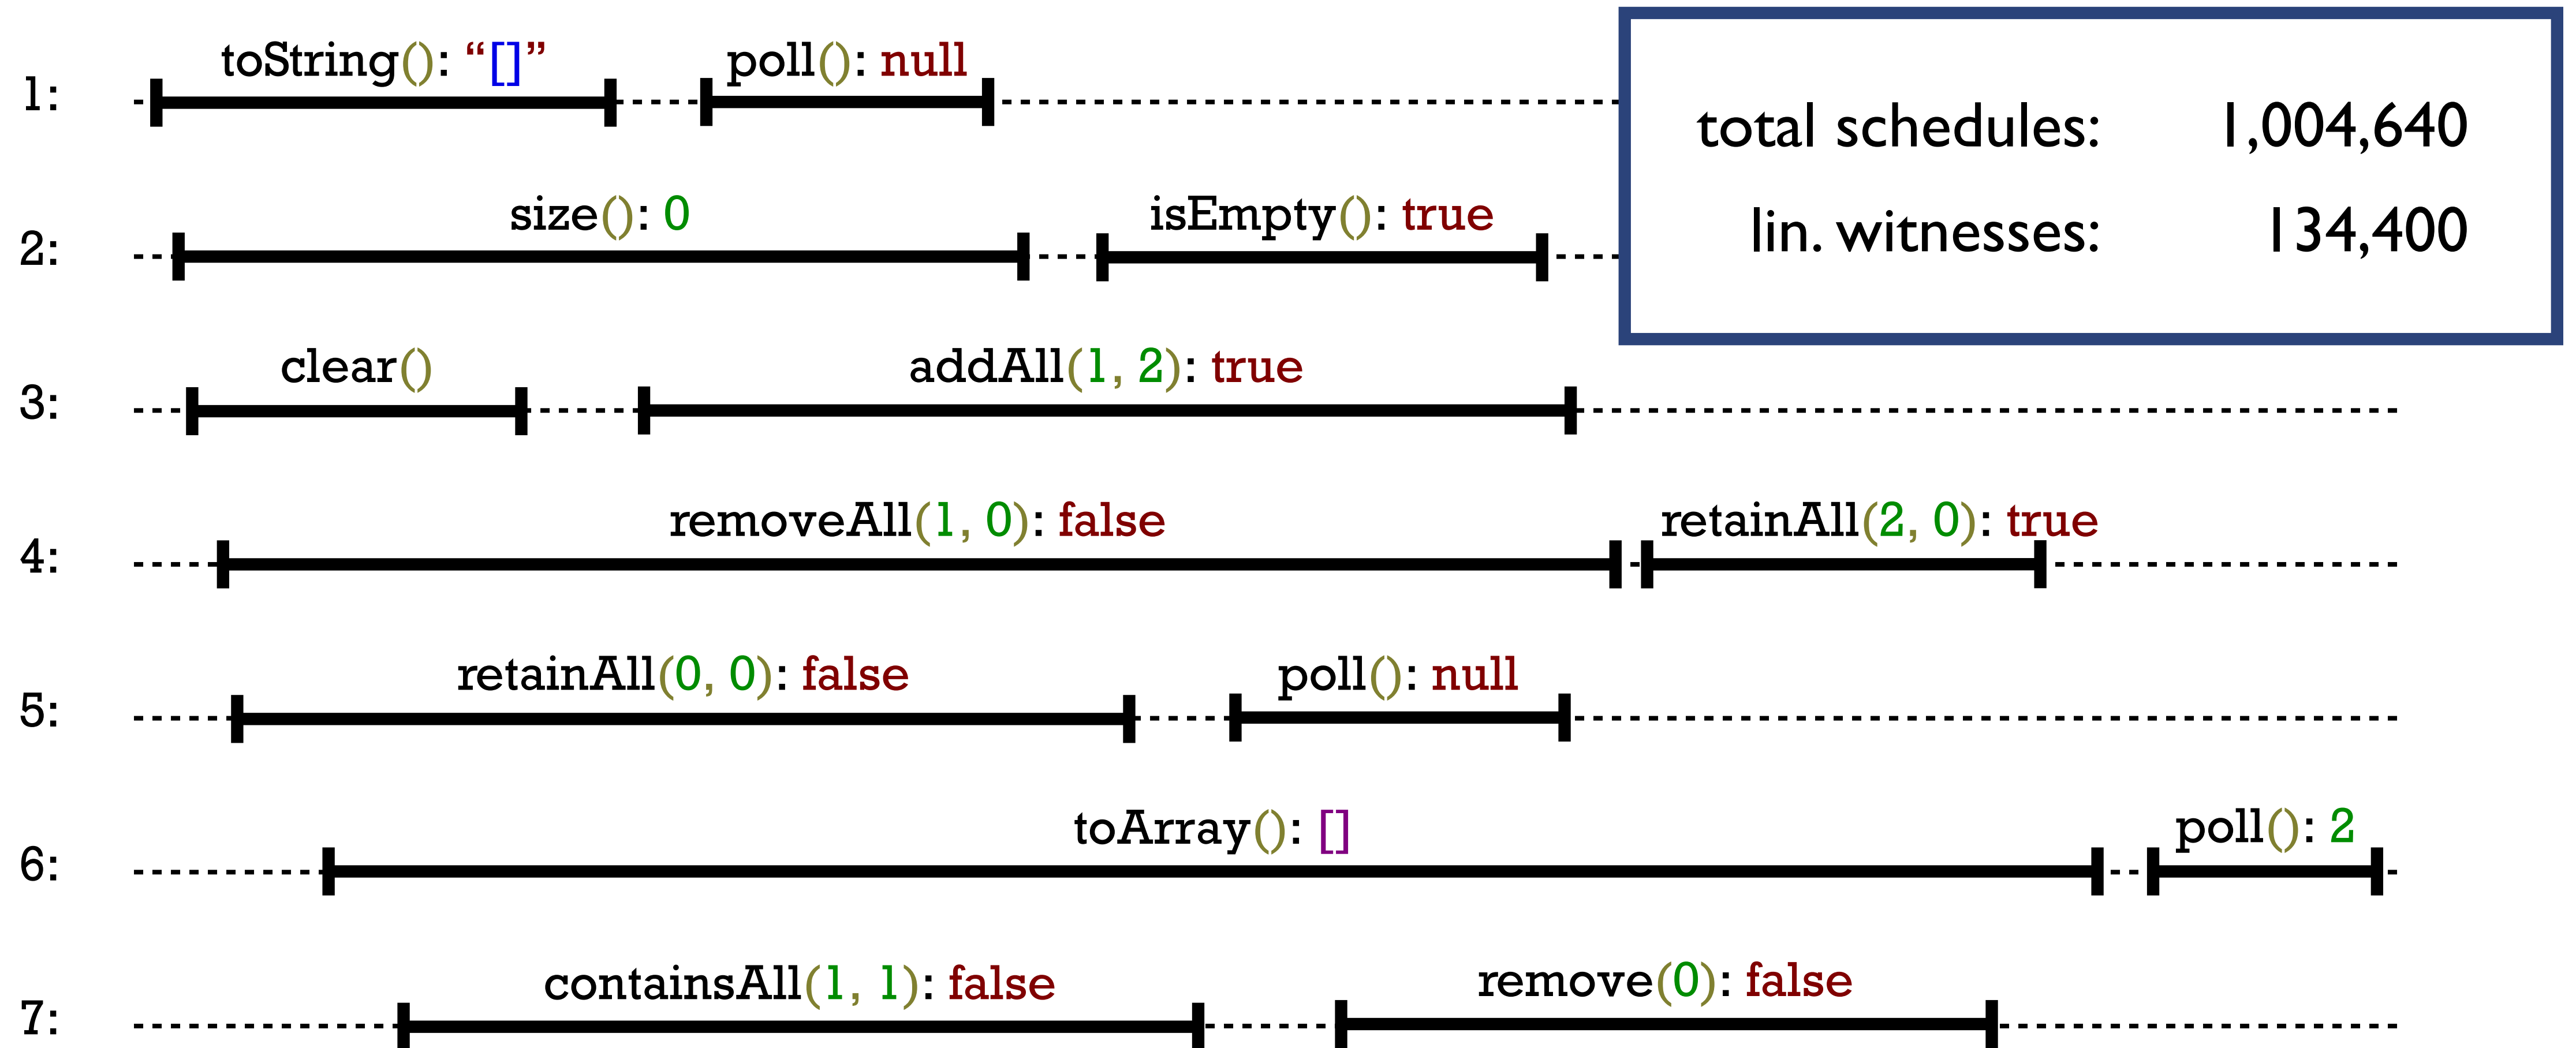 toString(): “[]” poll(): null
1:
total schedules: 1,004,640
size(): 0 isEmpty(): true
lin. witnesses: 134,400
2:
clear() addAll(1, 2): true
3:
removeAll(1, 0): false retainAll(2, 0): true
4:
retainAll(0, 0): false poll(): null
5:
toArray(): [] poll(): 2
6:
containsAll(1, 1): false remove(0): false
7: